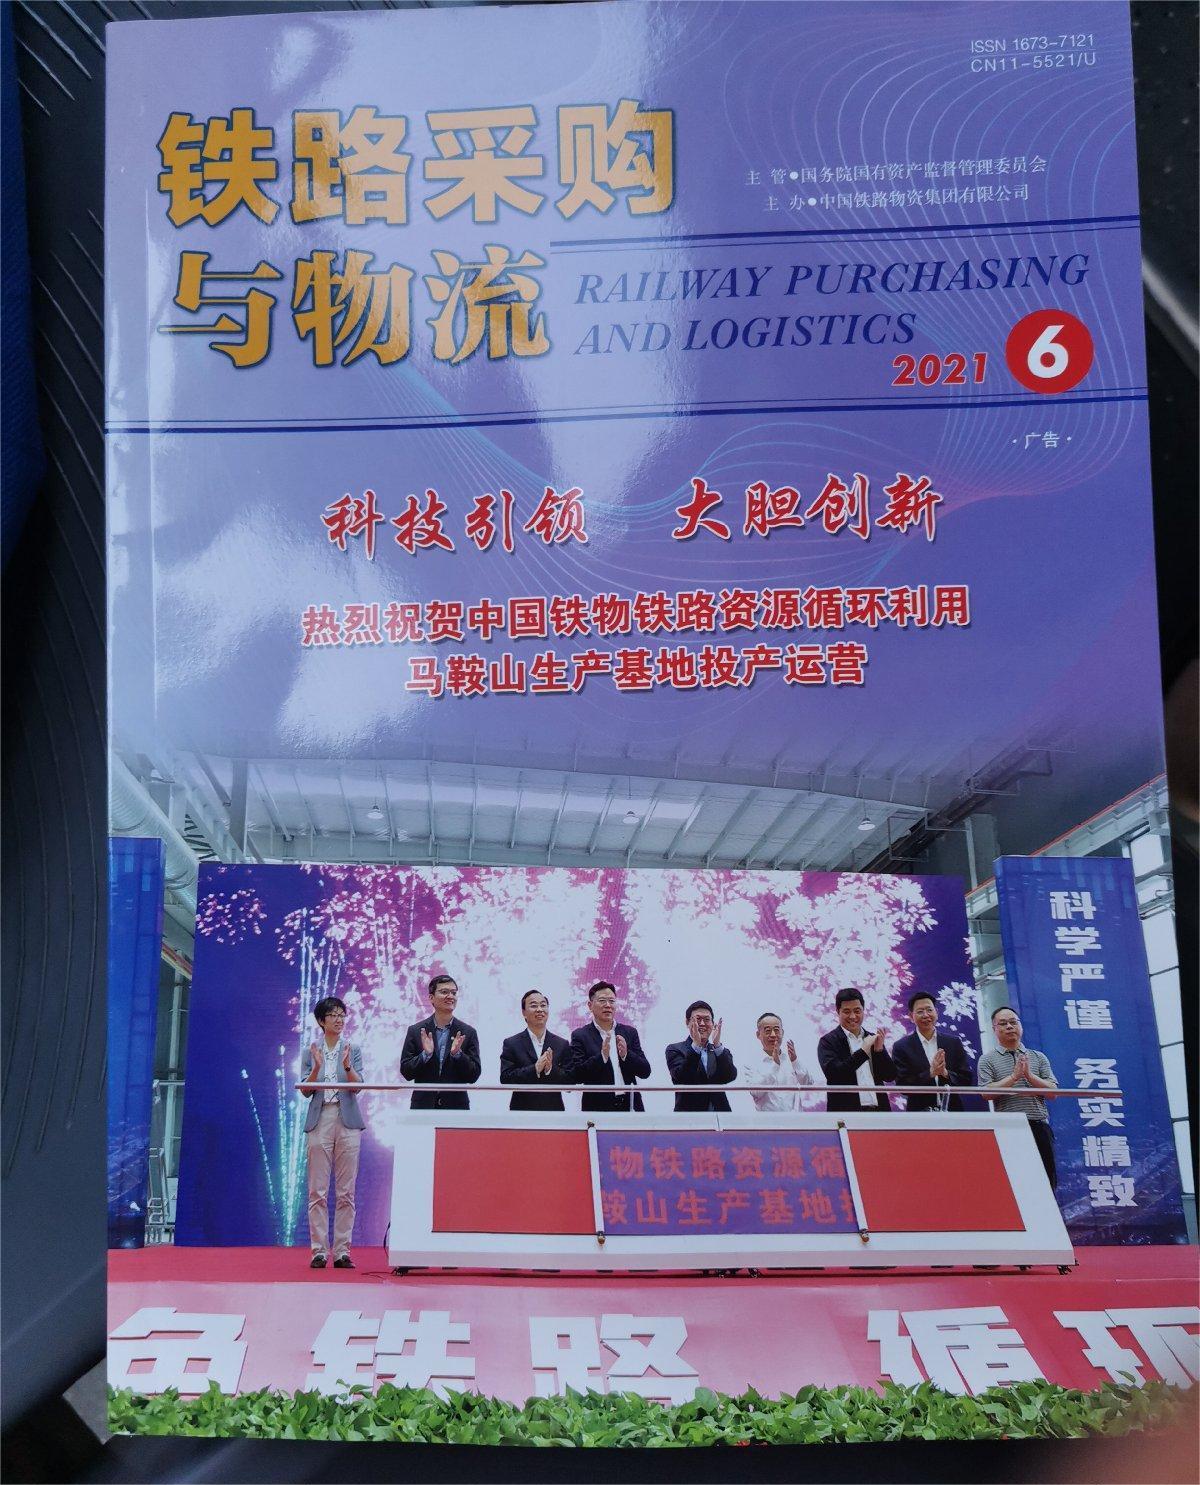 ISSN 1673-7121
CN11-5521/U
铁路采购
与物流
主 管●国务院国有资产监督管理委员会
主 办●中国铁路物资集团有限公司
RAILWAY PURCHASING
AND LOGISTICS
2021 6
·广告·
科技引领 大胆创新
热烈祝贺中国铁物铁路资源循环利用
马鞍山生产基地投产运营
科学严谨 务实精致
物铁路资源循
鞍山生产基地投
色铁路 循环